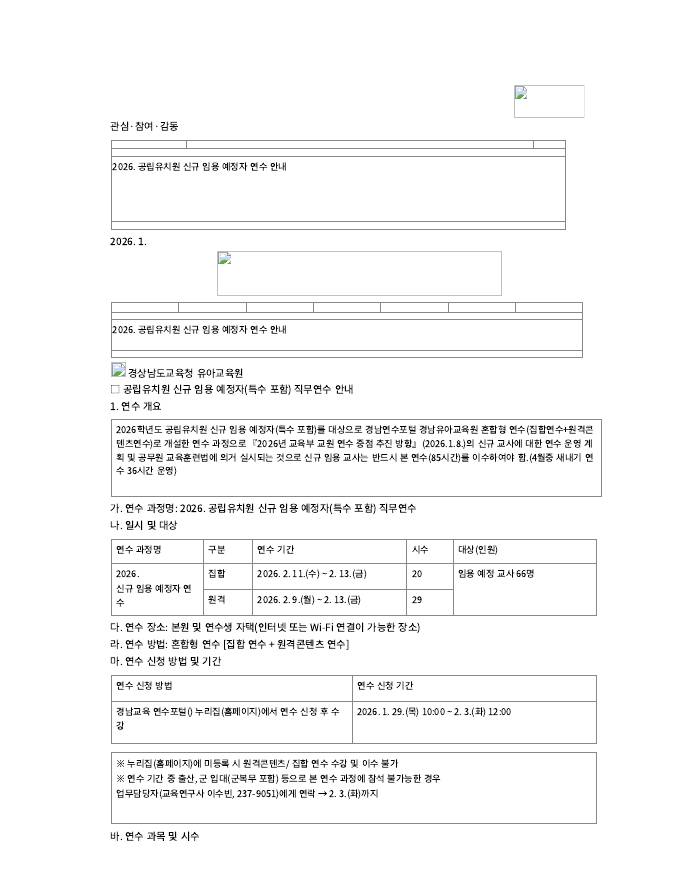 관심·참여·감동
2026. 공립유치원 신규 임용 예정자 연수 안내
2026. 1.
2026. 공립유치원 신규 임용 예정자 연수 안내
경상남도교육청 유아교육원
□ 공립유치원 신규 임용 예정자(특수 포함) 직무연수 안내
1. 연수 개요
2026학년도 공립유치원 신규 임용 예정자(특수 포함)를 대상으로 경남연수포털 경남유아교육원 혼합형 연수(집합연수+원격콘
텐츠연수)로 개설한 연수 과정으로 『2026년 교육부 교원 연수 중점 추진 방향』(2026.1.8.)의 신규 교사에 대한 연수 운영 계
획 및 공무원 교육훈련법에 의거 실시되는 것으로 신규 임용 교사는 반드시 본 연수(85시간)를 이수하여야 함.(4월중 새내기 연
수 36시간 운영)
가. 연수 과정명: 2026. 공립유치원 신규 임용 예정자(특수 포함) 직무연수
나. 일시 및 대상
연수 과정명 구분 연수 기간 시수 대상(인원)
2026.
신규 임용 예정자 연
수
집합 2026. 2. 11.(수) ~ 2. 13.(금) 20 임용 예정 교사 66명
원격 2026. 2. 9.(월) ~ 2. 13.(금) 29
다. 연수 장소: 본원 및 연수생 자택(인터넷 또는 Wi-Fi 연결이 가능한 장소)
라. 연수 방법: 혼합형 연수 [집합 연수 + 원격콘텐츠 연수]
마. 연수 신청 방법 및 기간
연수 신청 방법 연수 신청 기간
경남교육 연수포털() 누리집(홈페이지)에서 연수 신청 후 수
강
2026. 1. 29.(목) 10:00 ~ 2. 3.(화) 12:00
※ 누리집(홈페이지)에 미등록 시 원격콘텐츠/ 집합 연수 수강 및 이수 불가
※ 연수 기간 중 출산, 군 입대(군복무 포함) 등으로 본 연수 과정에 참석 불가능한 경우
업무담당자(교육연구사 이수빈, 237-9051)에게 연락 → 2. 3.(화)까지
바. 연수 과목 및 시수